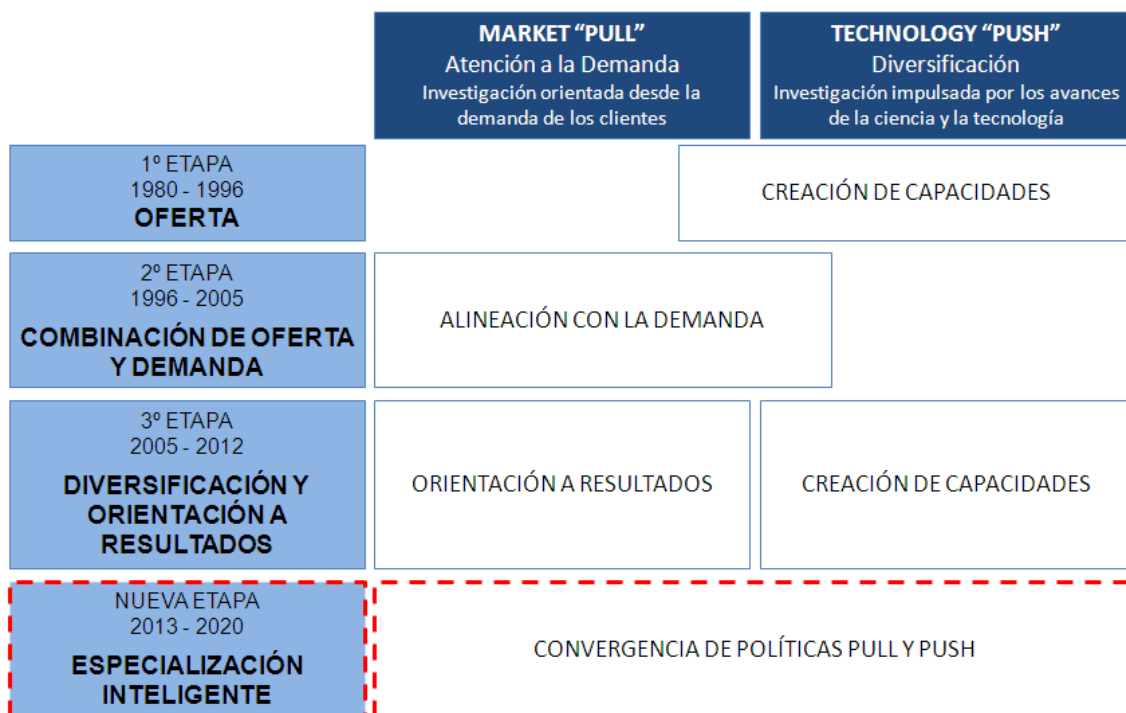 MARKET “PULL”
Atención a la Demanda
Investigación orientada desde la
demanda de los clientes
TECHNOLOGY “PUSH”
Diversificación
Investigación impulsada por los avances
de la ciencia y la tecnología
1º ETAPA
1980 - 1996
OFERTA
CREACIÓN DE CAPACIDADES
2º ETAPA
1996 - 2005
COMBINACIÓN DE OFERTA
Y DEMANDA
ALINEACIÓN CON LA DEMANDA
3º ETAPA
2005 - 2012
DIVERSIFICACIÓN Y
ORIENTACIÓN A
RESULTADOS
ORIENTACIÓN A RESULTADOS
CREACIÓN DE CAPACIDADES
NUEVA ETAPA
2013 - 2020
ESPECIALIZACIÓN
INTELIGENTE
CONVERGENCIA DE POLÍTICAS PULL Y PUSH